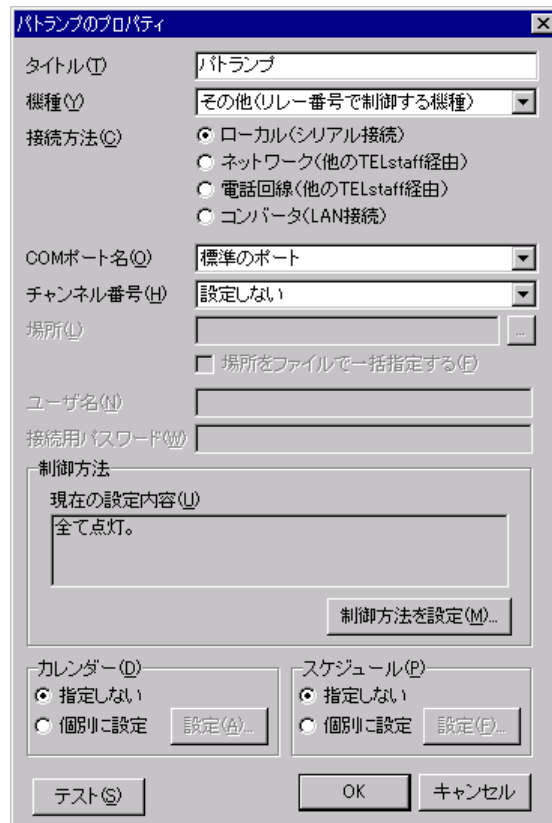 パトランプのプロパティ
タイトル(T) パトランプ
機種(Y) その他(リレー番号で制御する機種)
接続方法(C) ローカル(シリアル接続)
ネットワーク(他のTELstaff経由)
電話回線(他のTELstaff経由)
コンバータ(LAN接続)
COMポート名(O) 標準のポート
チャンネル番号(H) 設定しない
場所(L) ...
場所をファイルで一括指定する(F)
ユーザ名(N)
接続用パスワード(W)
制御方法
現在の設定内容(U)
全て点灯。
制御方法を設定(M)...
カレンダー(D) スケジュール(P)
指定しない 指定しない
個別に設定 設定(A)... 個別に設定 設定(F)...
テスト(S) OK キャンセル